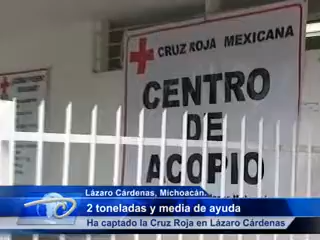 CRUZ ROJA MEXICANA
CENTRO
DE
ACOPIO
Lázaro Cárdenas, Michoacán.
2 toneladas y media de ayuda
Ha captado la Cruz Roja en Lázaro Cárdenas